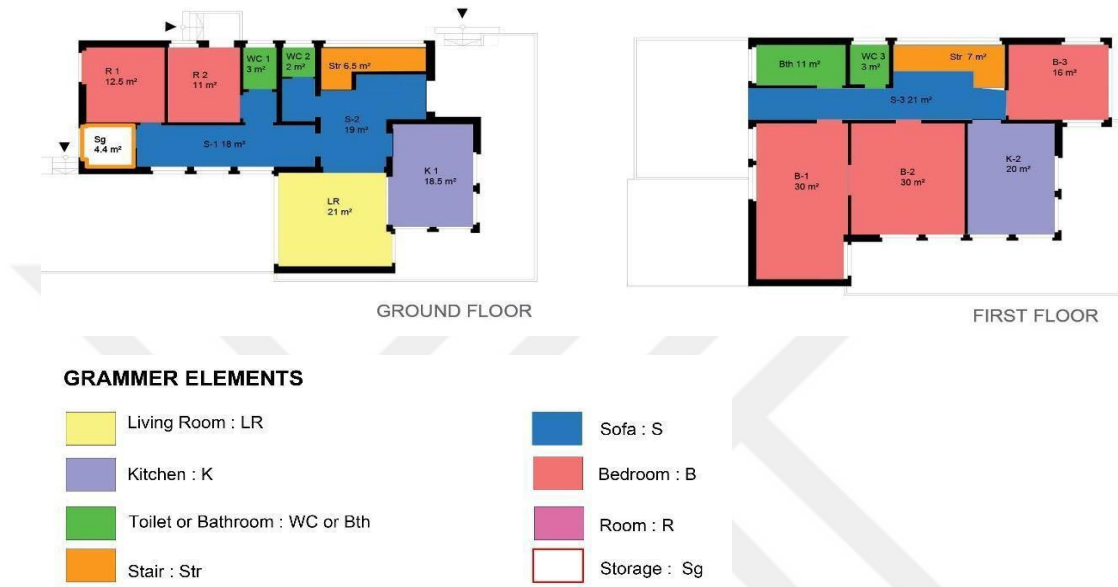 R 1
12.5 m²
R 2
11 m²
WC 1
3 m²
WC 2
2 m²
Str 6.5 m²
S-2
19 m²
Sg
4.4 m²
S-1 18 m²
K 1
18.5 m²
LR
21 m²
GROUND FLOOR
Bth 11 m²
WC 3
3 m²
Str 7 m²
B-3
16 m²
S-3 21 m²
B-1
30 m²
B-2
30 m²
K-2
20 m²
FIRST FLOOR
GRAMMER ELEMENTS
Living Room : LR
Kitchen : K
Toilet or Bathroom : WC or Bth
Stair : Str
Sofa : S
Bedroom : B
Room : R
Storage : Sg